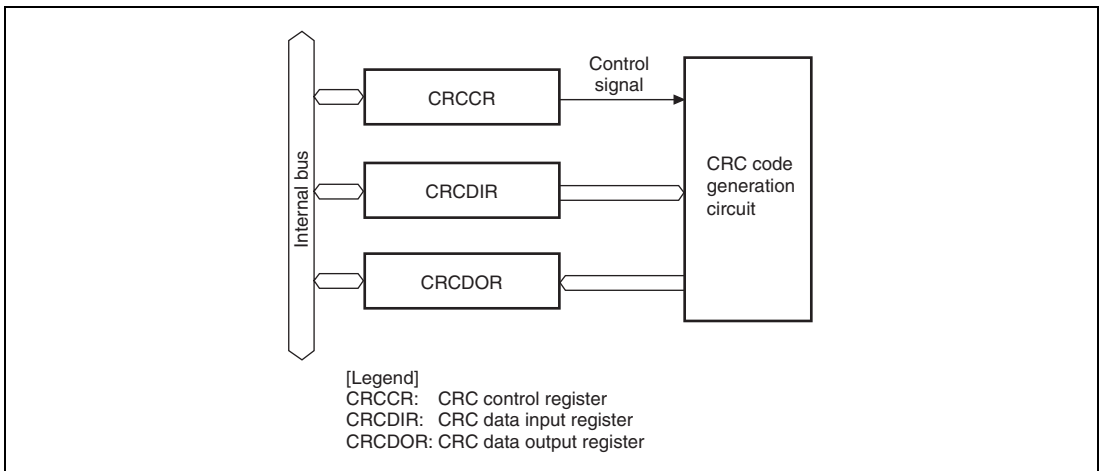 Control
signal
CRCCR
CRC code
generation
circuit
Internal bus
CRCDIR
CRCDOR
[Legend]
CRCCR: CRC control register
CRCDIR: CRC data input register
CRCDOR: CRC data output register